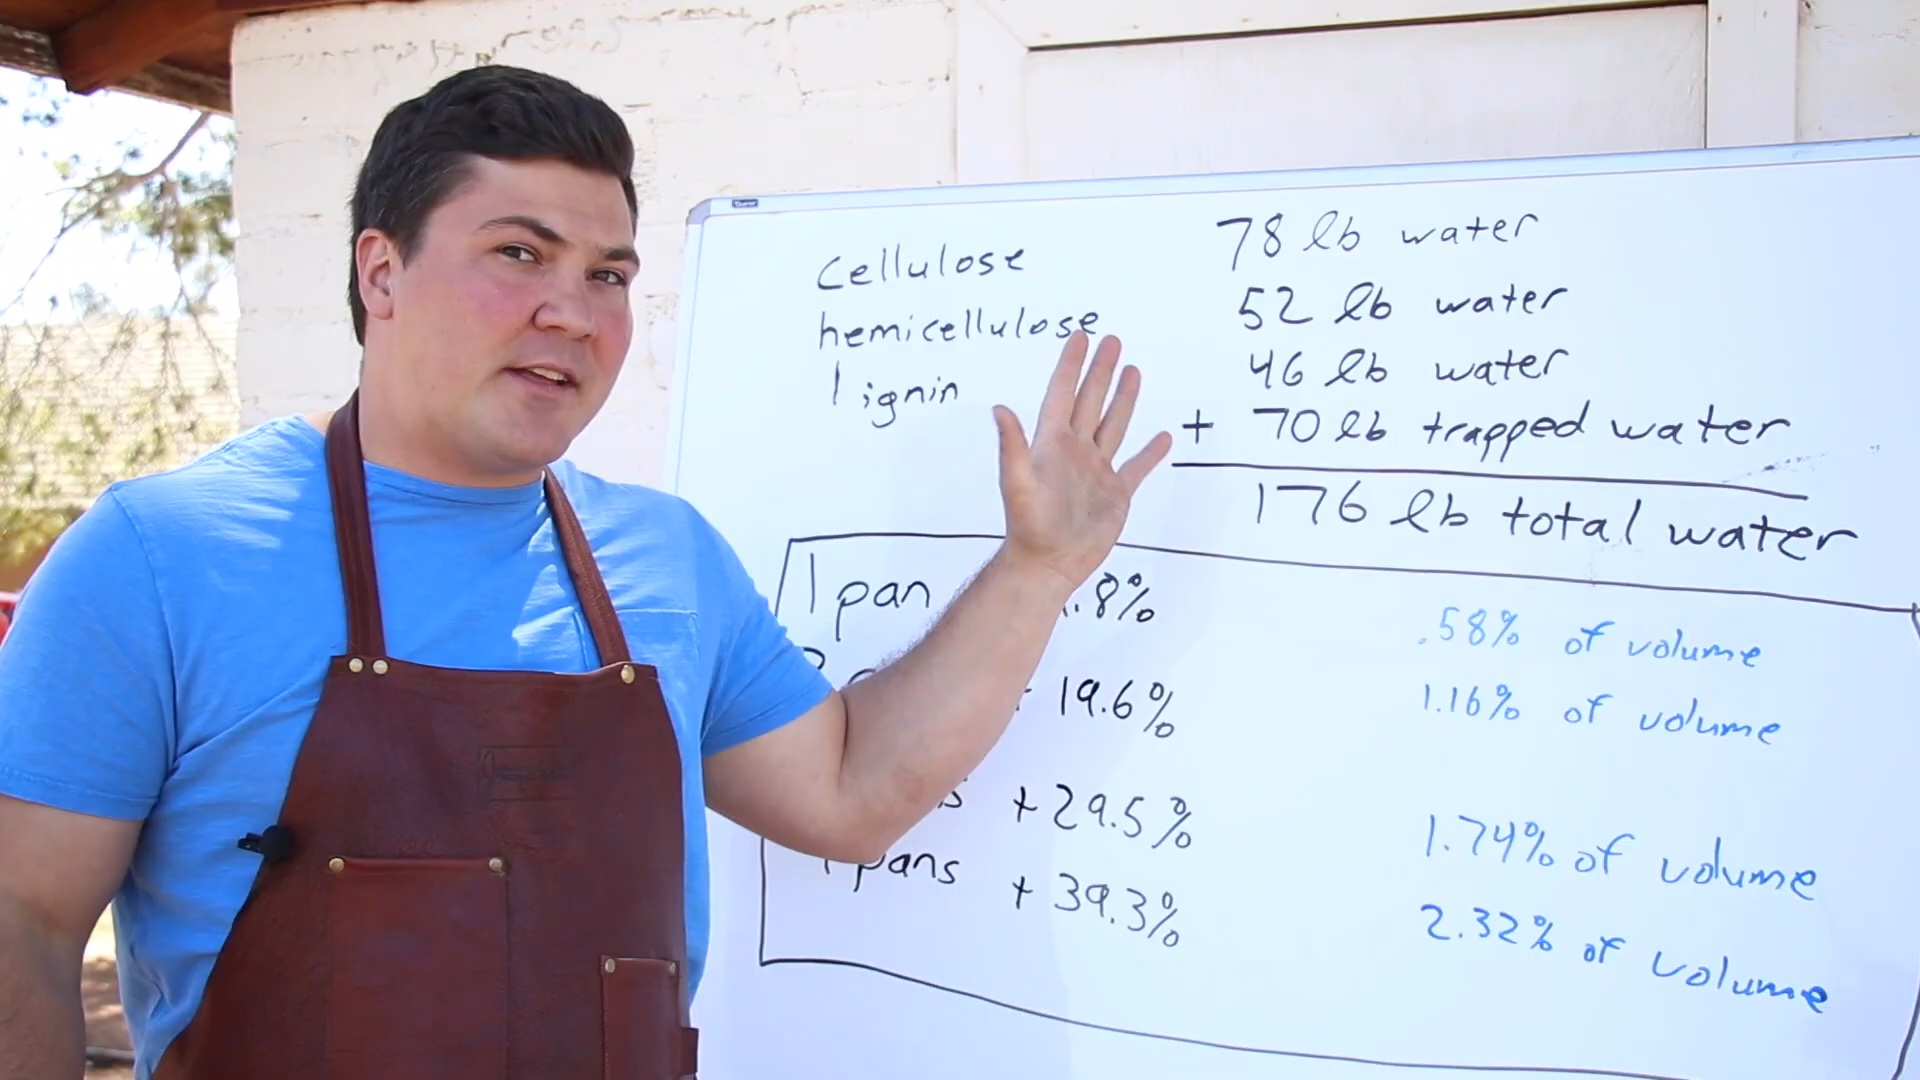 cellulose 78 lb water
hemicellulose 52 lb water
lignin 46 lb water
+ 70 lb trapped water
176 lb total water
1 pan .8% .58% of volume
19.6% 1.16% of volume
+29.5% 1.74% of volume
pans +39.3% 2.32% of volume